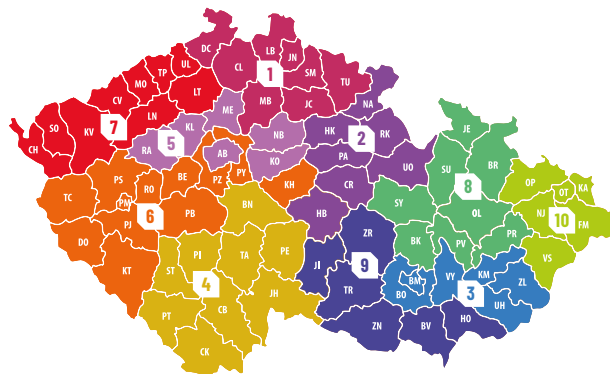 DC
LB
JN
UL
CL
TP
SM
MO
1
TU
LT
CV
MB
JC
NA
ME
LN
7
SO
KV
KL
NB
HK
2
RK
JE
CH
5
RA
AB
KO
PA
UO
SU
BR
PS
BE
PZ
PY
KH
CR
8
OP
OT
KA
TC
RO
PM
BN
SY
NJ
10
FM
6
PB
HB
OL
PJ
ZR
PV
PR
DO
BK
VS
PI
TA
PE
KT
ST
JI
9
VY
KM
ZL
4
TR
BM
BO
3
JH
UH
PT
CB
ZN
BV
HO
CK